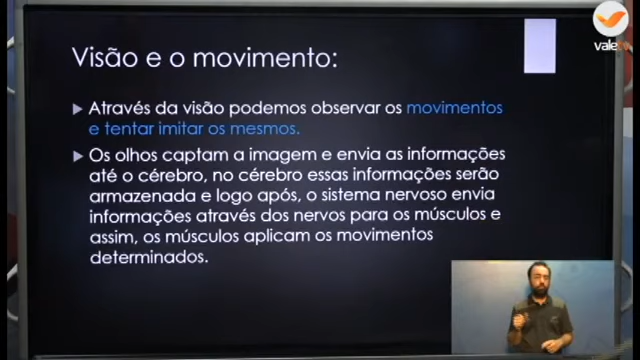 vale
Visão e o movimento:
Através da visão podemos observar os movimentos
e tentar imitar os mesmos.
Os olhos captam a imagem e envia as informações
até o cérebro, no cérebro essas informações serão
armazenada e logo após, o sistema nervoso envia
informações através dos nervos para os músculos e
assim, os músculos aplicam os movimentos
determinados.